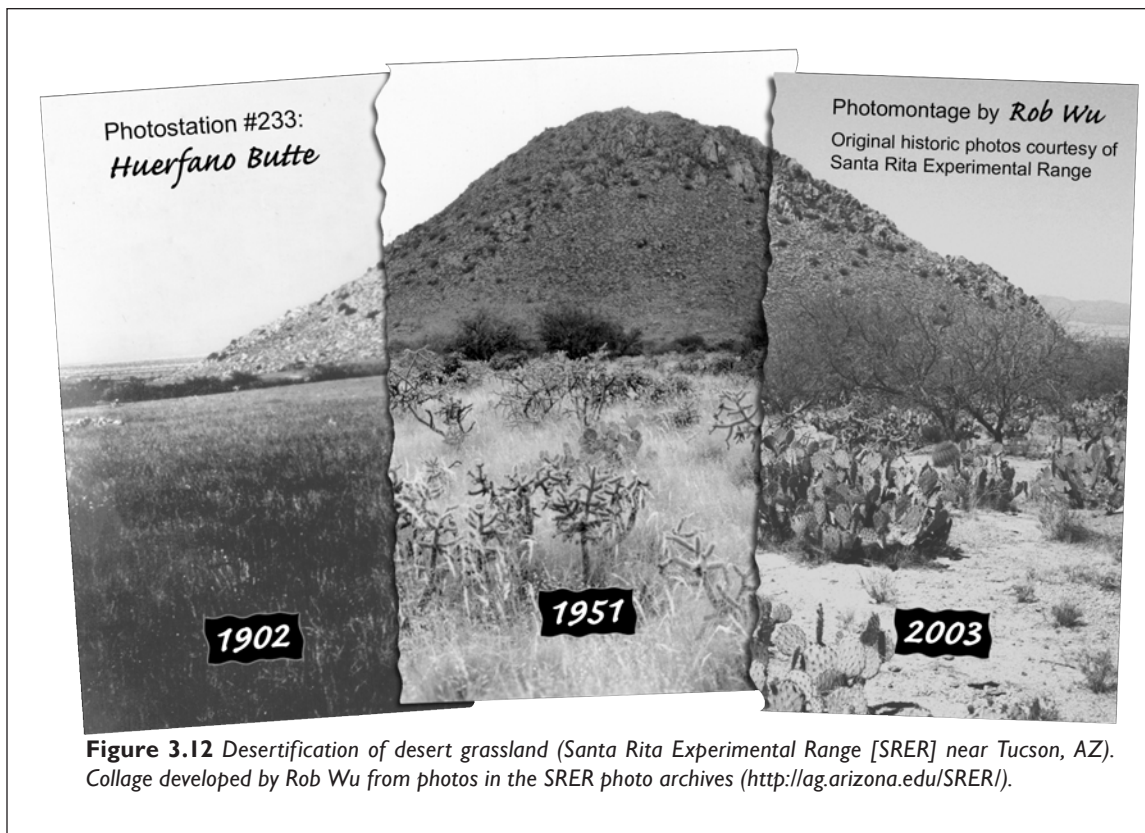 Photostation #233:
Huerfano Butte
Photomontage by Rob Wu
Original historic photos courtesy of
Santa Rita Experimental Range
1902
1951
2003
Figure 3.12 Desertification of desert grassland (Santa Rita Experimental Range [SRER] near Tucson, AZ).
Collage developed by Rob Wu from photos in the SRER photo archives (http://ag.arizona.edu/SRER/).